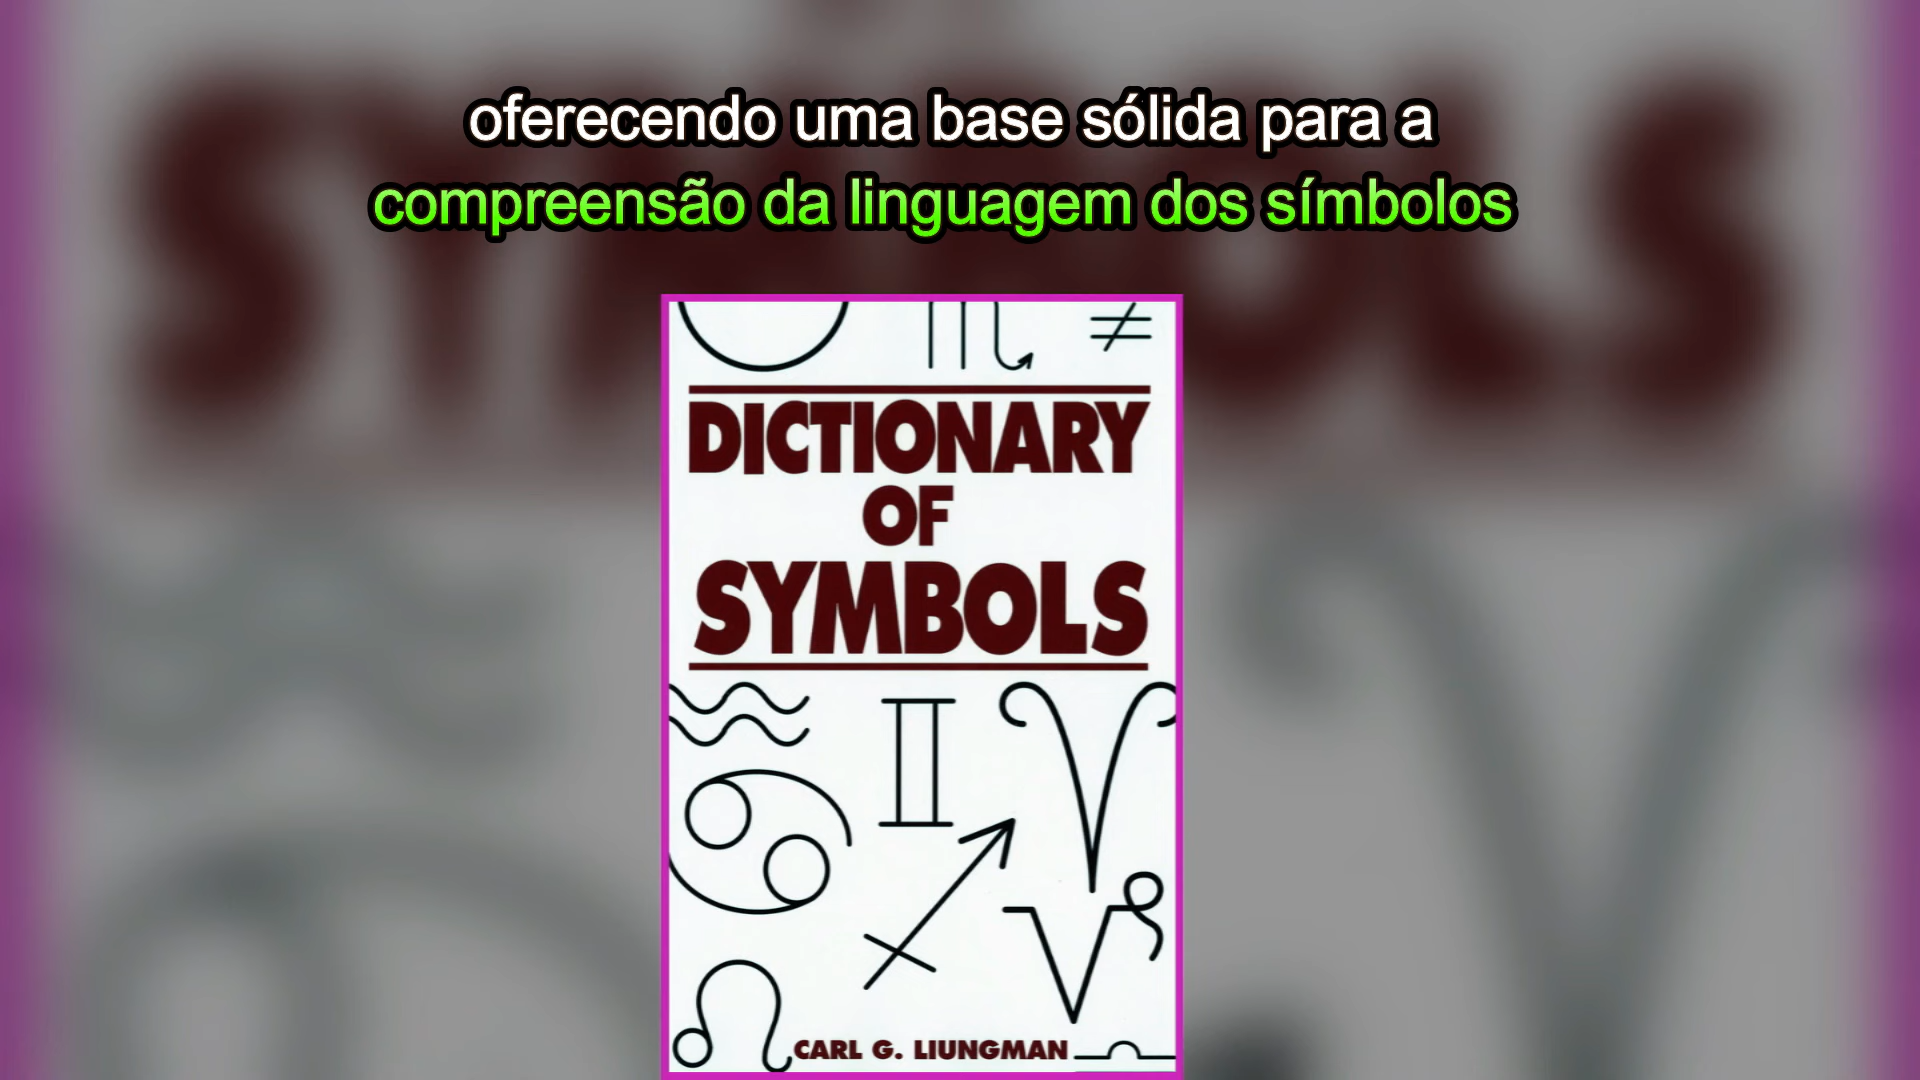 oferecendo uma base sólida para a
compreensão da linguagem dos símbolos
DICTIONARY
OF
SYMBOLS
CARL G. LIUNGMAN